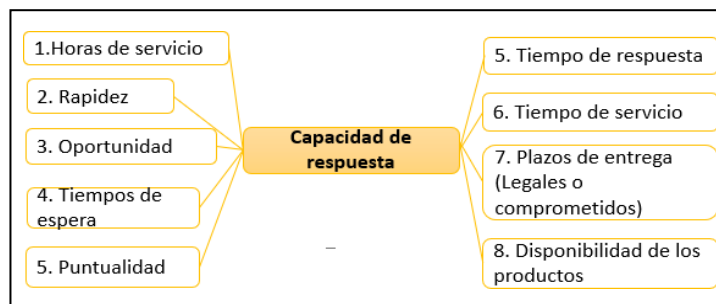 1.Horas de servicio
2. Rapidez
3. Oportunidad
4. Tiempos de
espera
5. Puntualidad
Capacidad de
respuesta
5. Tiempo de respuesta
6. Tiempo de servicio
7. Plazos de entrega
(Legales o
comprometidos)
8. Disponibilidad de los
productos